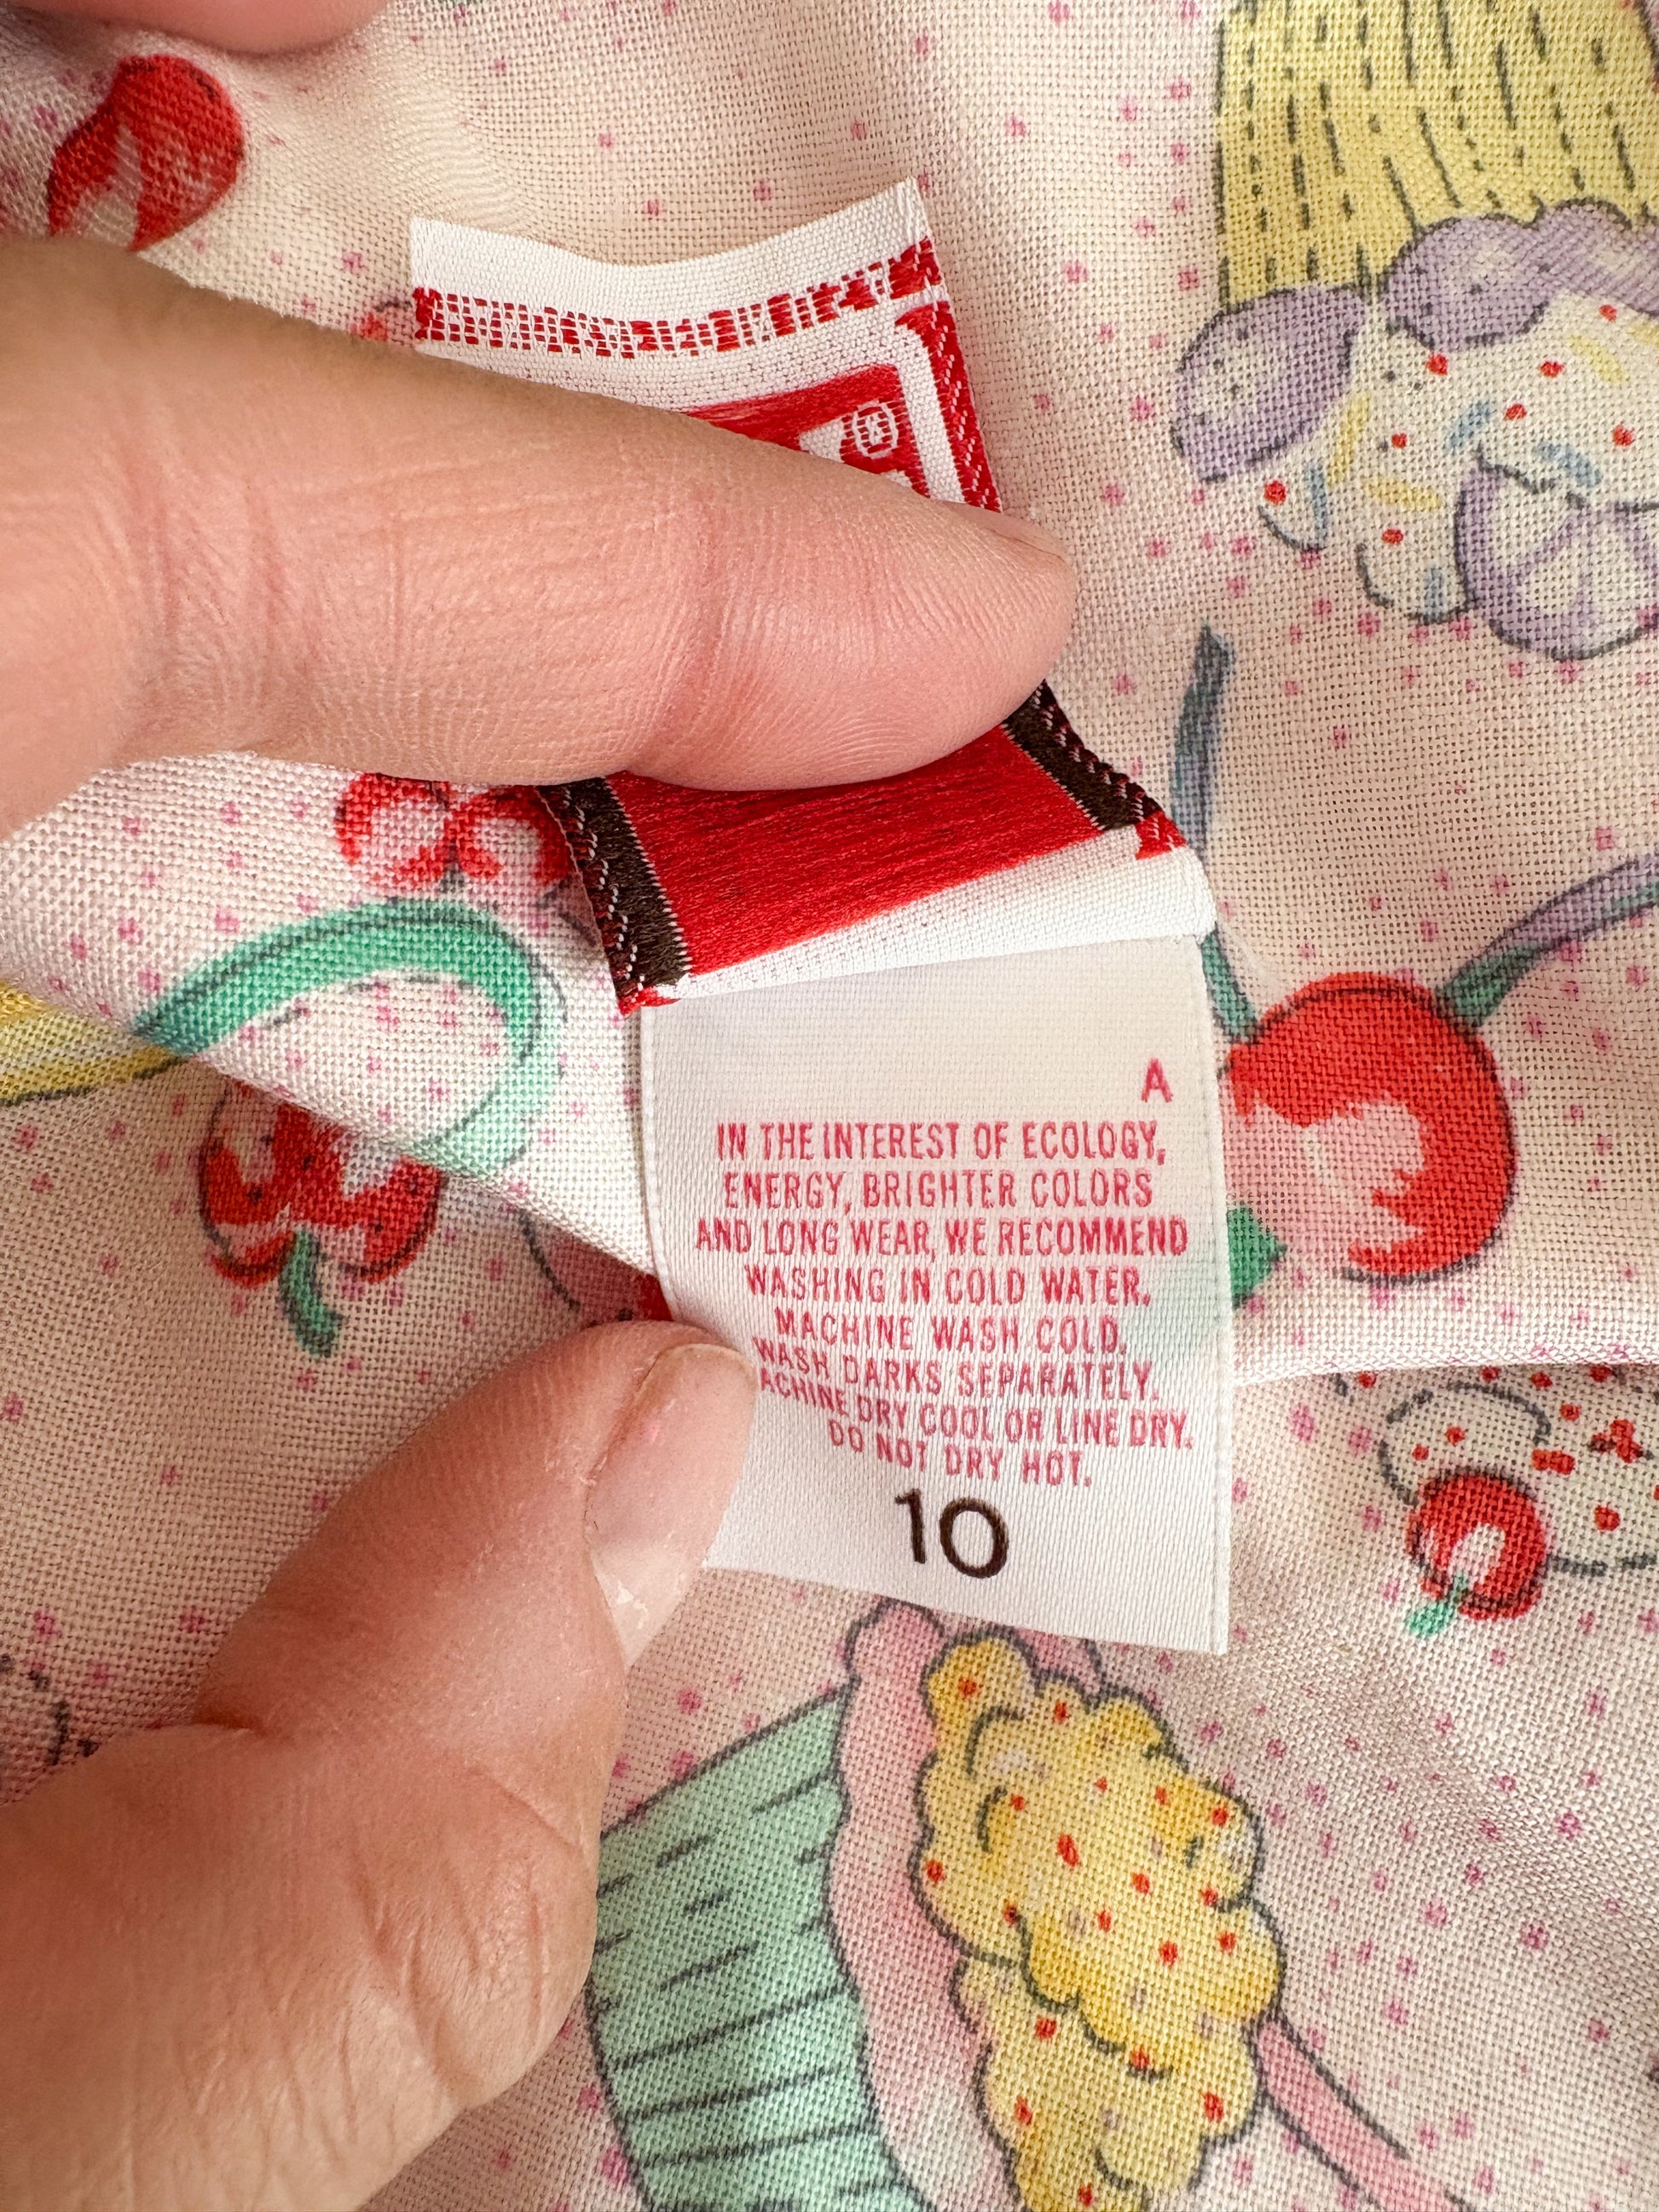 ®
A
IN THE INTEREST OF ECOLOGY,
ENERGY, BRIGHTER COLORS
AND LONG WEAR, WE RECOMMEND
WASHING IN COLD WATER.
MACHINE WASH COLD.
WASH DARKS SEPARATELY.
ACHINE DRY COOL OR LINE DRY.
DO NOT DRY HOT.
10